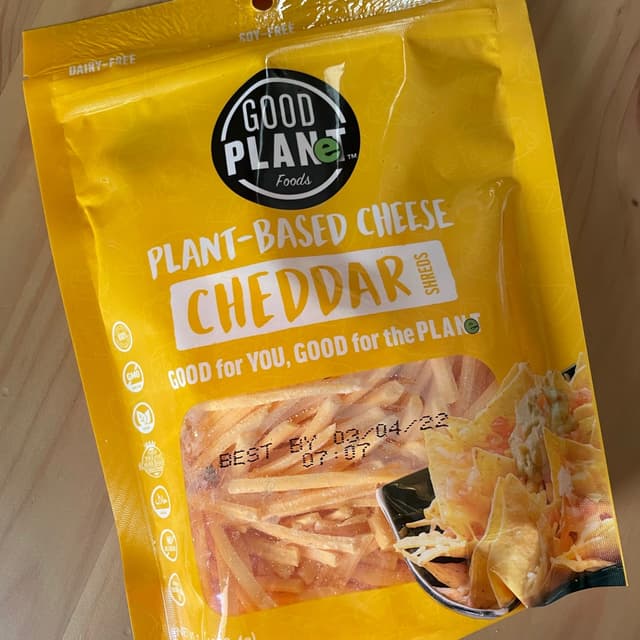 DAIRY-FREE
SOY-FREE
GOOD
PLANeT™
Foods
PLANT-BASED CHEESE
CHEDDAR
SHREDS
GOOD for YOU, GOOD for the PLANeT
BEST BY 03/04/22
07:07